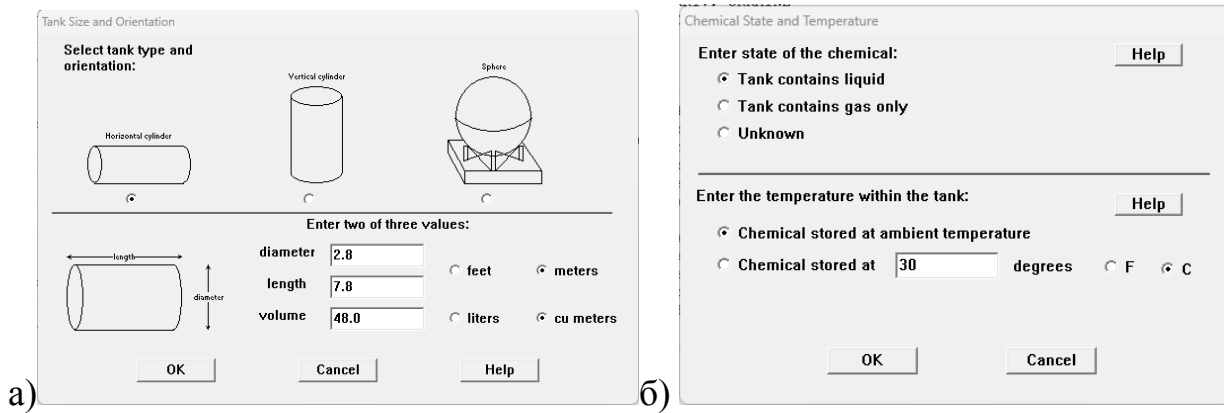 Tank Size and Orientation
Select tank type and
orientation:
Horizontal cylinder
Vertical cylinder
Sphere
Enter two of three values:
length
diameter
diameter 2.8
feet meters
length 7.8
volume 48.0 liters cu meters
OK Cancel Help
а)
Chemical State and Temperature
Enter state of the chemical:
Help
Tank contains liquid
Tank contains gas only
Unknown
Enter the temperature within the tank:
Help
Chemical stored at ambient temperature
Chemical stored at 30 degrees F C
OK Cancel
б)